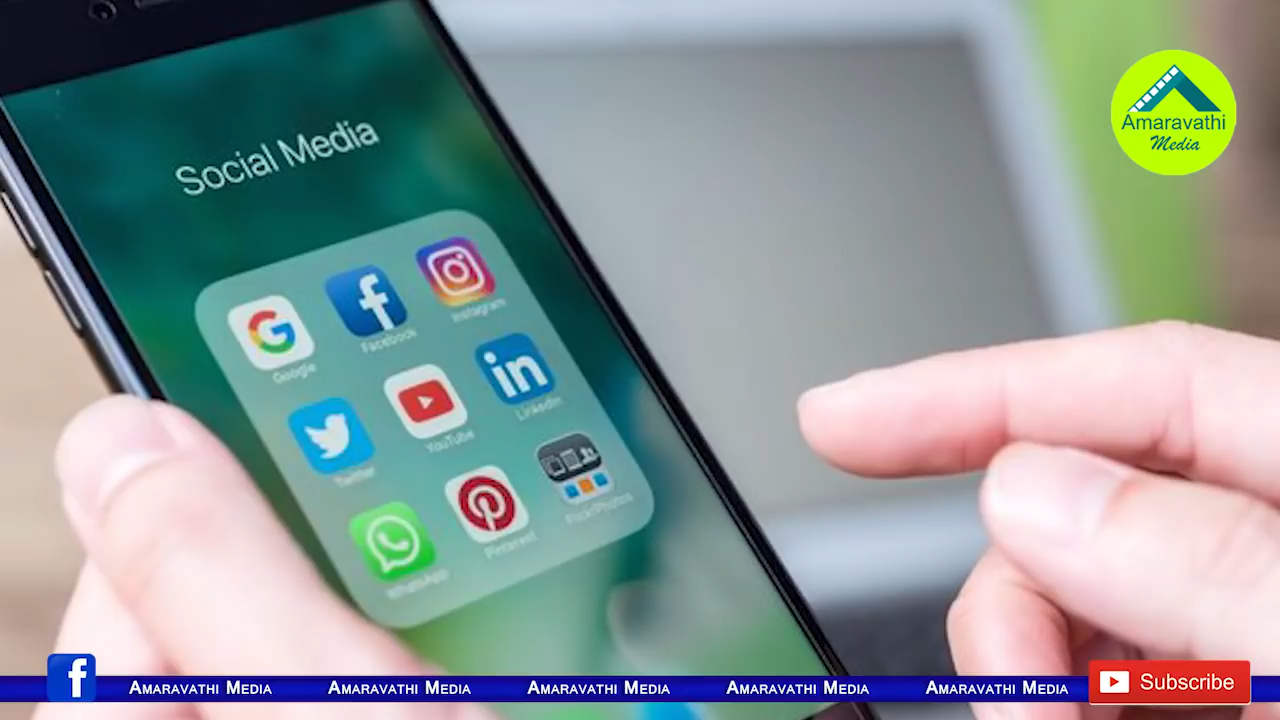 Social Media
Google
Facebook
Instagram
Twitter
YouTube
LinkedIn
WhatsApp
Pinterest
in
Amaravathi
Media
Amaravathi Media Amaravathi Media Amaravathi Media Amaravathi Media Amaravathi Media
Subscribe